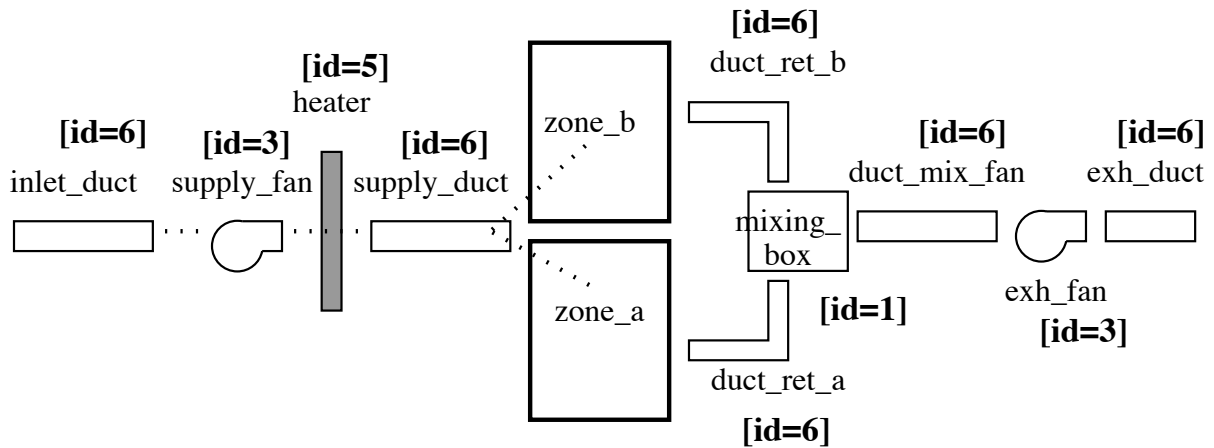 [id=6]
inlet_duct
[id=3]
supply_fan
[id=5]
heater
[id=6]
supply_duct
zone_b
zone_a
[id=6]
duct_ret_b
mixing_
box
[id=1]
duct_ret_a
[id=6]
[id=6]
duct_mix_fan
exh_fan
[id=3]
[id=6]
exh_duct